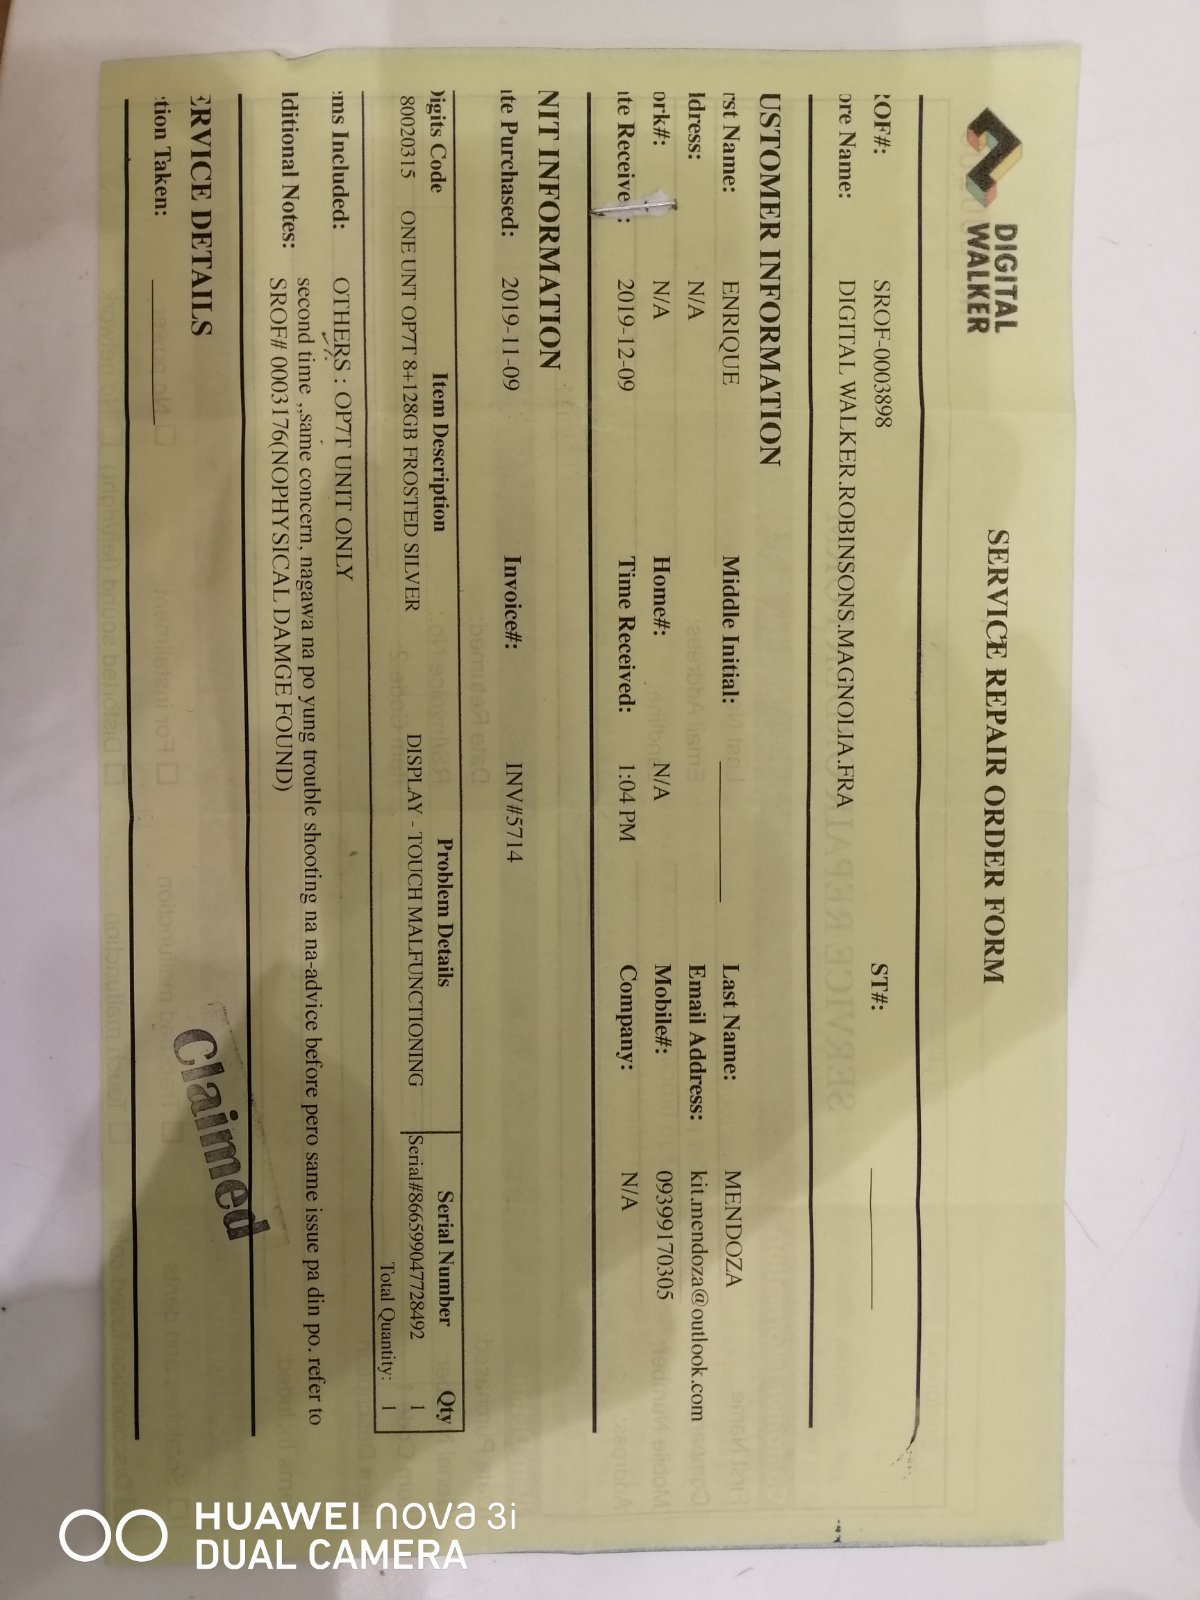 DIGITAL
WALKER
SERVICE REPAIR ORDER FORM
ROF#: SROF-0003898 ST#:
ore Name: DIGITAL WALKER.ROBINSONS.MAGNOLIA.FRA
USTOMER INFORMATION
rst Name: ENRIQUE Middle Initial: Last Name: MENDOZA
ldress: N/A Email Address: kit.mendoza@outlook.com
ork#: N/A Home#: N/A Mobile#: 09399170305
ite Receive : 2019-12-09 Time Received: 1:04 PM Company: N/A
NIT INFORMATION
te Purchased: 2019-11-09 Invoice#: INV#5714
Digits Code Item Description Problem Details Serial Number Qty
80020315 ONE UNT OP7T 8+128GB FROSTED SILVER DISPLAY - TOUCH MALFUNCTIONING Serial#866599047728492 1
Total Quantity: 1
ms Included: OTHERS : OP7T UNIT ONLY
lditional Notes: second time ,,same concern, nagawa na po yung trouble shooting na na-advice before pero same issue pa din po. refer to
SROF# 0003176(NOPHYSICAL DAMGE FOUND)
ERVICE DETAILS
tion Taken:
Claimed
HUAWEI nova 3i
DUAL CAMERA